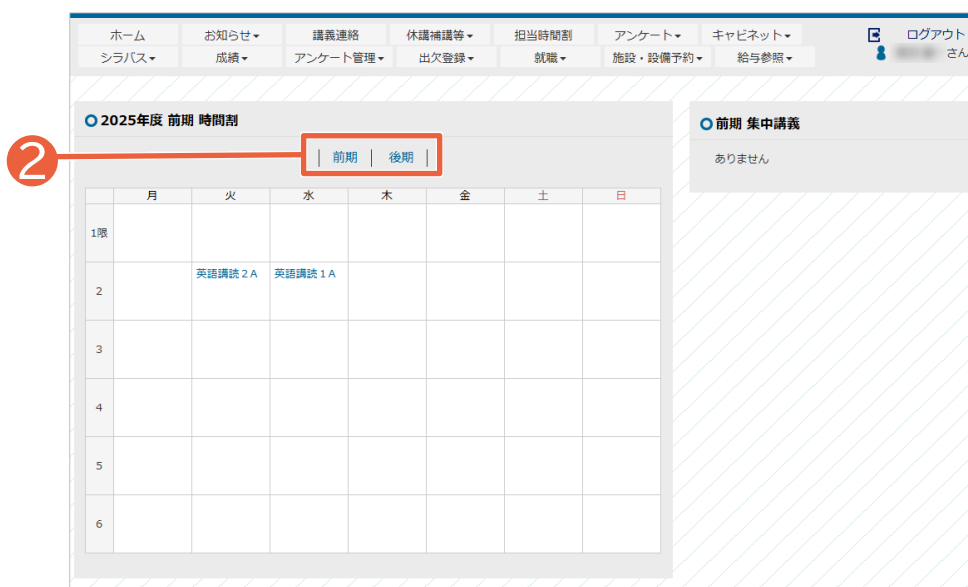 ホーム お知らせ▾ 講義連絡 休講補講等▾ 担当時間割 アンケート▾ キャビネット▾ ログアウト
シラバス▾ 成績▾ アンケート管理▾ 出欠登録▾ 就職▾ 施設・設備予約▾ 給与参照▾ さん
2025年度 前期 時間割
前期 集中講義
2 | 前期 | 後期 |
ありません
月 火 水 木 金 土 日
1限
2 英語講読2A 英語講読1A
3
4
5
6